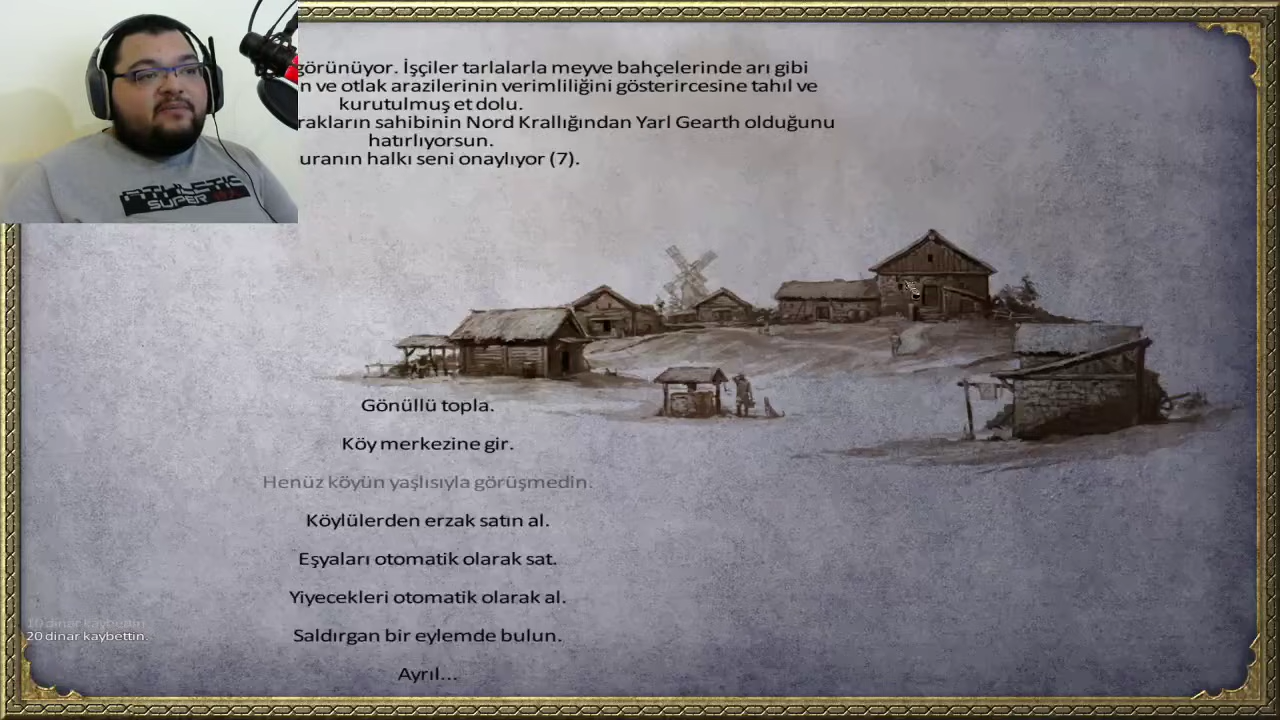 görünüyor. İşçiler tarlalarla meyve bahçelerinde arı gibi
n ve otlak arazilerinin verimliliğini gösterircesine tahıl ve
kurutulmuş et dolu.
rakların sahibinin Nord Krallığından Yarl Gearth olduğunu
hatırlıyorsun.
uranın halkı seni onaylıyor (7).
ATHLETIC
SUPER
Gönüllü topla.
Köy merkezine gir.
Henüz köyün yaşlısıyla görüşmedin.
Köylülerden erzak satın al.
Eşyaları otomatik olarak sat.
Yiyecekleri otomatik olarak al.
Saldırgan bir eylemde bulun.
Ayrıl...
10 dinar kaybettin.
20 dinar kaybettin.